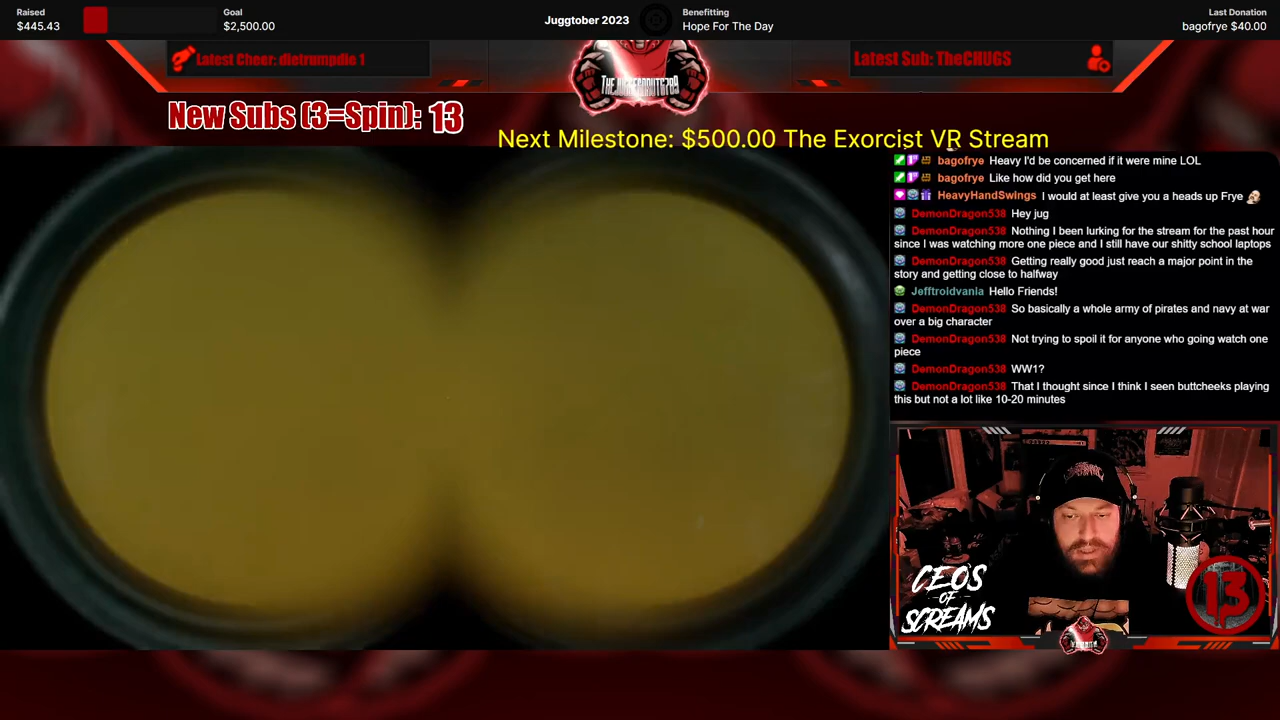 Raised
$445.43
Goal
$2,500.00
Juggtober 2023
Benefitting
Hope For The Day
Last Donation
bagofrye $40.00
Latest Cheer: dietrumpdie 1
Latest Sub: TheCHUGS
THEJUGGERNAUT6789
New Subs (3=Spin): 13
Next Milestone: $500.00 The Exorcist VR Stream
bagofrye Heavy I'd be concerned if it were mine LOL
bagofrye Like how did you get here
HeavyHandSwings I would at least give you a heads up Frye
DemonDragon538 Hey jug
DemonDragon538 Nothing I been lurking for the stream for the past hour
since I was watching more one piece and I still have our shitty school laptops
DemonDragon538 Getting really good just reach a major point in the
story and getting close to halfway
Jefftroidvania Hello Friends!
DemonDragon538 So basically a whole army of pirates and navy at war
over a big character
DemonDragon538 Not trying to spoil it for anyone who going watch one
piece
DemonDragon538 WW1?
DemonDragon538 That I thought since I think I seen buttcheeks playing
this but not a lot like 10-20 minutes
CEOS
OF
SCREAMS
13